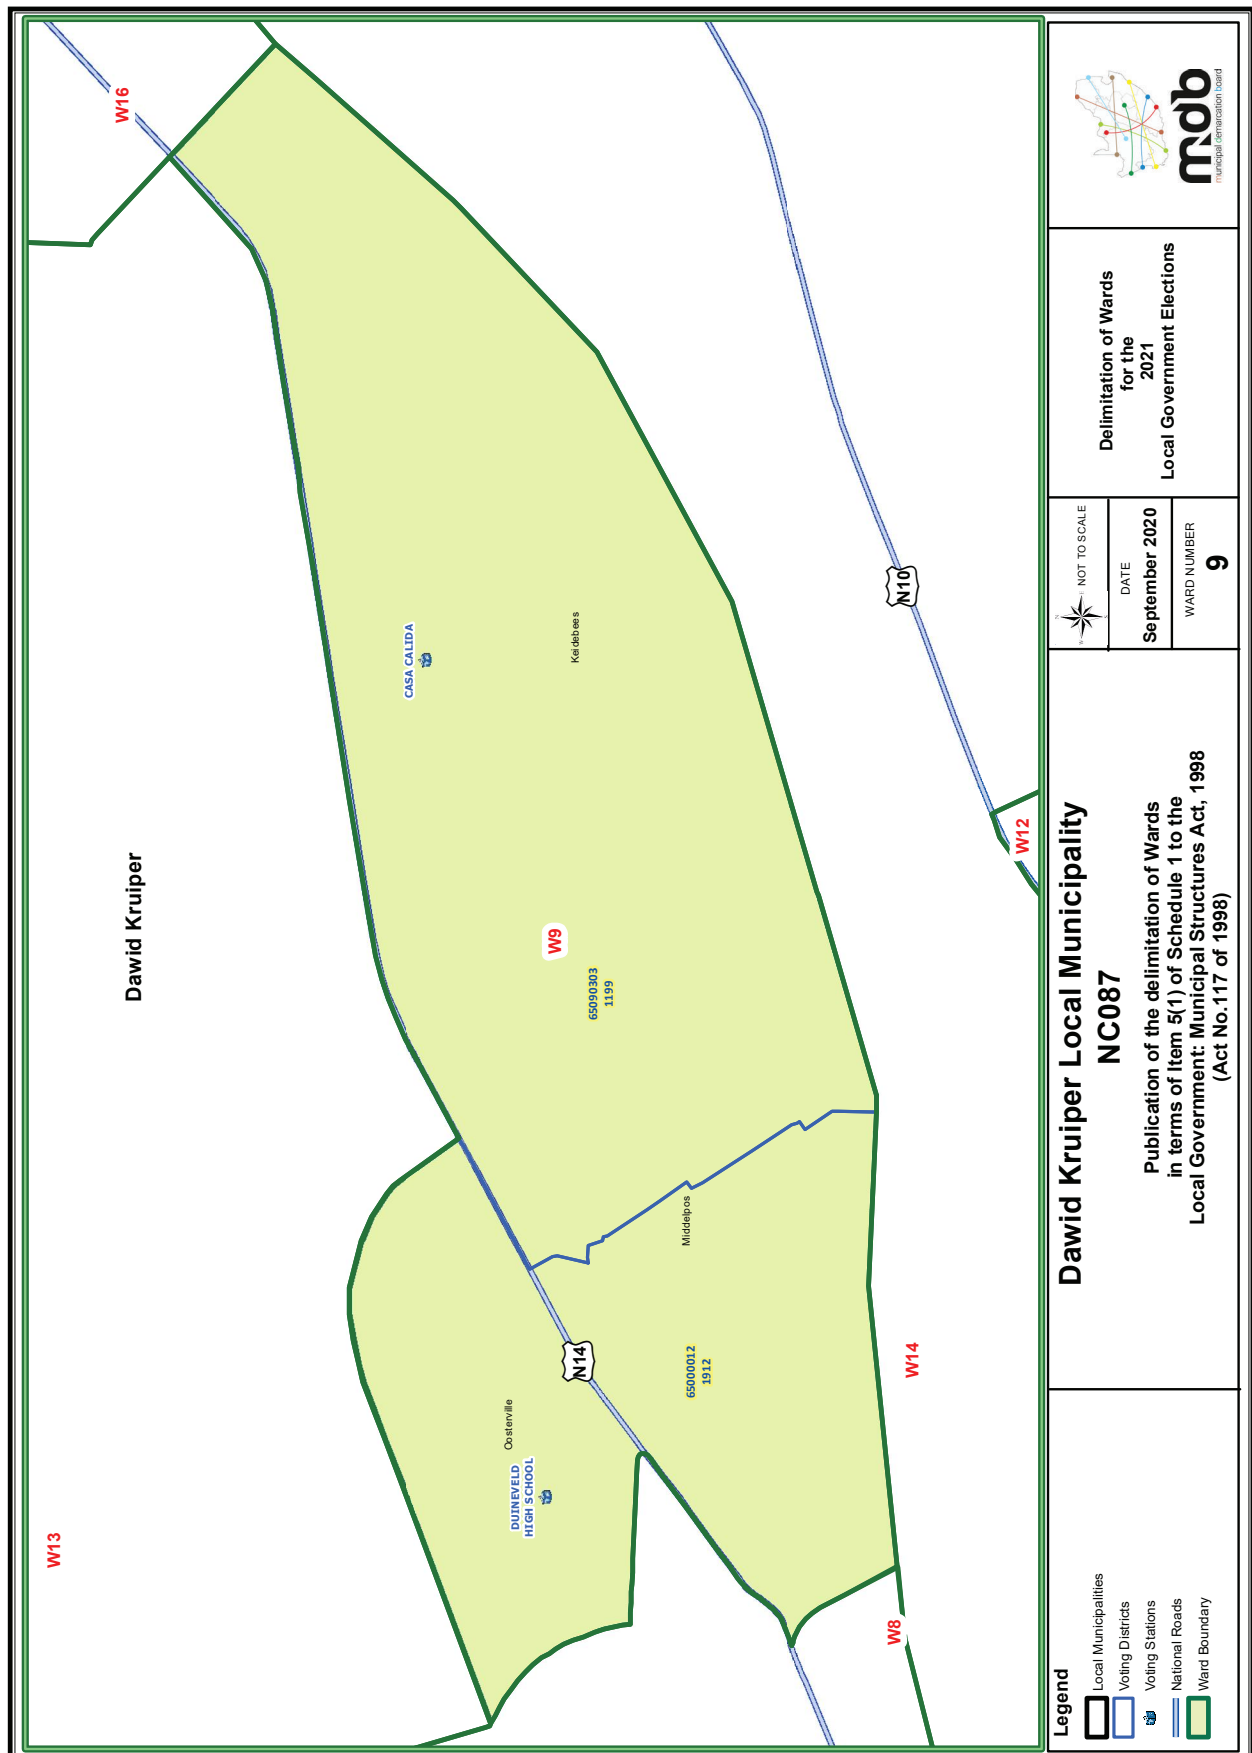 W13
Dawid Kruiper
W16
CASA CALIDA
Keidebees
W9
65090303
1199
DUINEVELD
HIGH SCHOOL
Oosterville
N14
Middelpos
65000012
1912
N10
W12
W14
W8
Legend
Local Municipalities
Voting Districts
Voting Stations
National Roads
Ward Boundary
Dawid Kruiper Local Municipality
NC087
Publication of the delimitation of Wards
in terms of Item 5(1) of Schedule 1 to the
Local Government: Municipal Structures Act, 1998
(Act No.117 of 1998)
N
W
E
S
NOT TO SCALE
DATE
September 2020
WARD NUMBER
9
Delimitation of Wards
for the
2021
Local Government Elections
mdb
municipal demarcation board